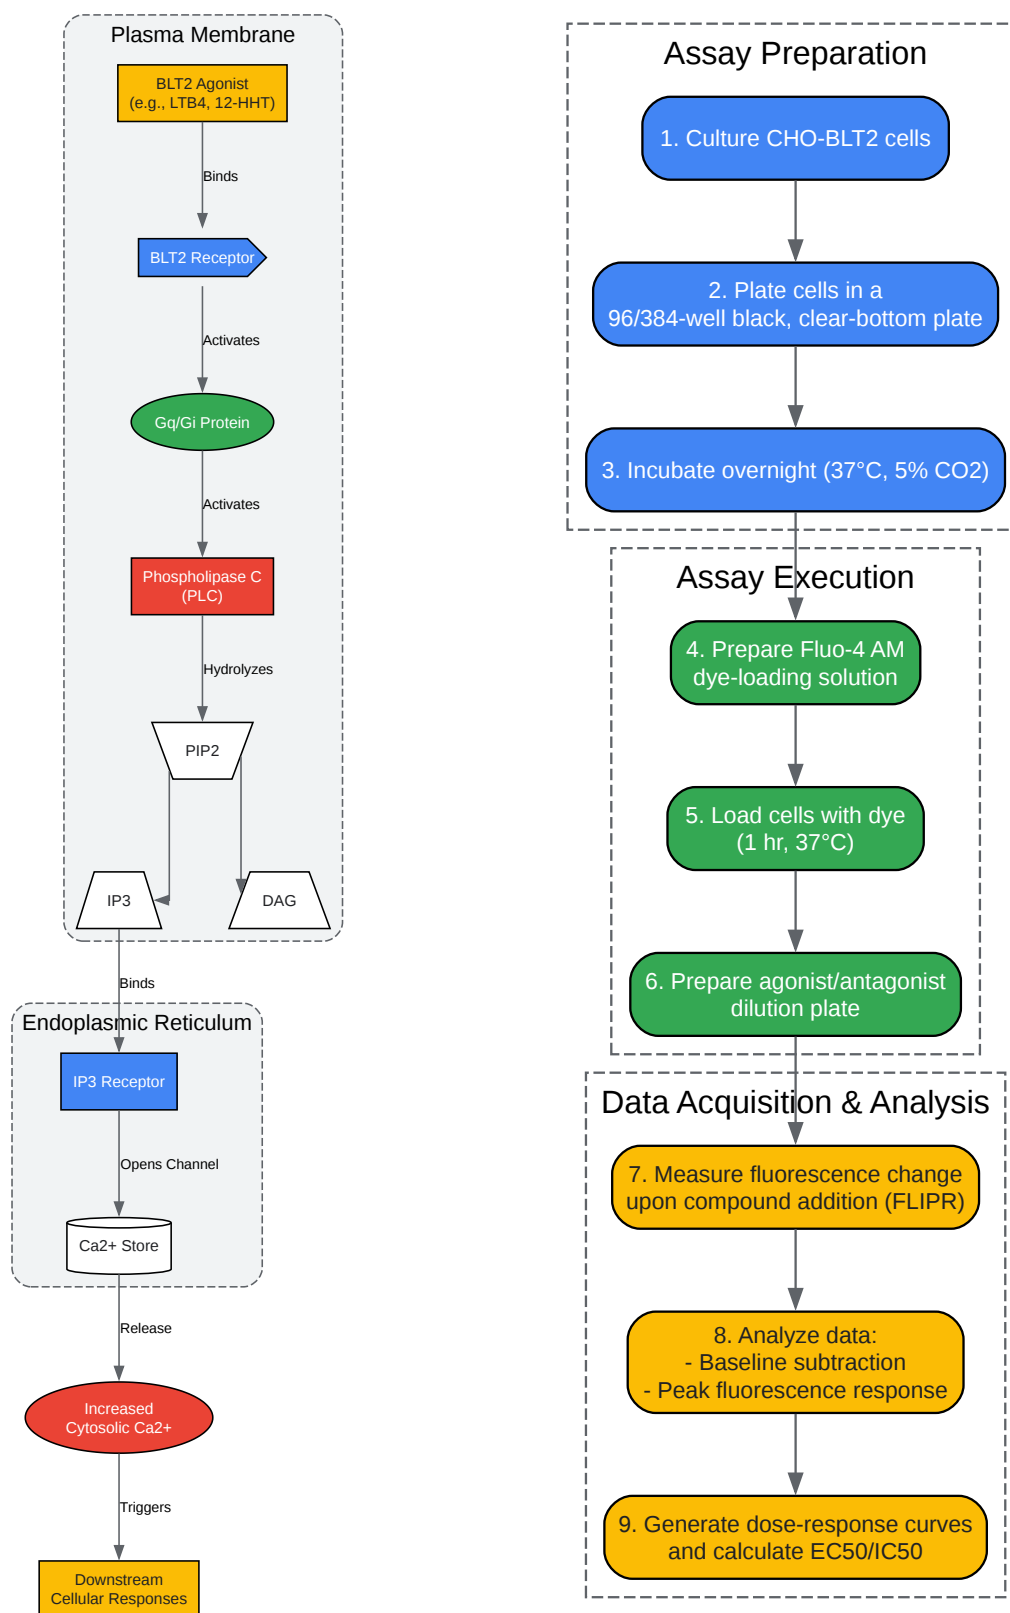 Plasma Membrane
BLT2 Agonist
(e.g., LTB4, 12-HHT)
Binds
BLT2 Receptor
Activates
Gq/Gi Protein
Activates
Phospholipase C
(PLC)
Hydrolyzes
PIP2
IP3
DAG
Binds
Endoplasmic Reticulum
IP3 Receptor
Opens Channel
Ca2+ Store
Release
Increased
Cytosolic Ca2+
Triggers
Downstream
Cellular Responses
Assay Preparation
1. Culture CHO-BLT2 cells
2. Plate cells in a
96/384-well black, clear-bottom plate
3. Incubate overnight (37°C, 5% CO2)
Assay Execution
4. Prepare Fluo-4 AM
dye-loading solution
5. Load cells with dye
(1 hr, 37°C)
6. Prepare agonist/antagonist
dilution plate
Data Acquisition & Analysis
7. Measure fluorescence change
upon compound addition (FLIPR)
8. Analyze data:
- Baseline subtraction
- Peak fluorescence response
9. Generate dose-response curves
and calculate EC50/IC50